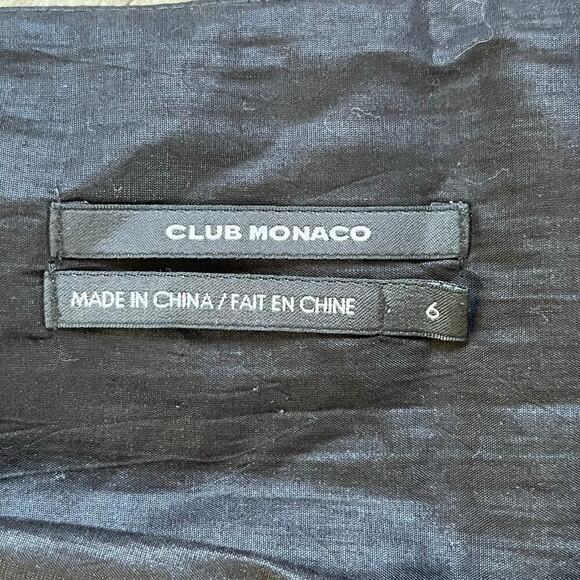 CLUB MONACO
MADE IN CHINA / FAIT EN CHINE 6